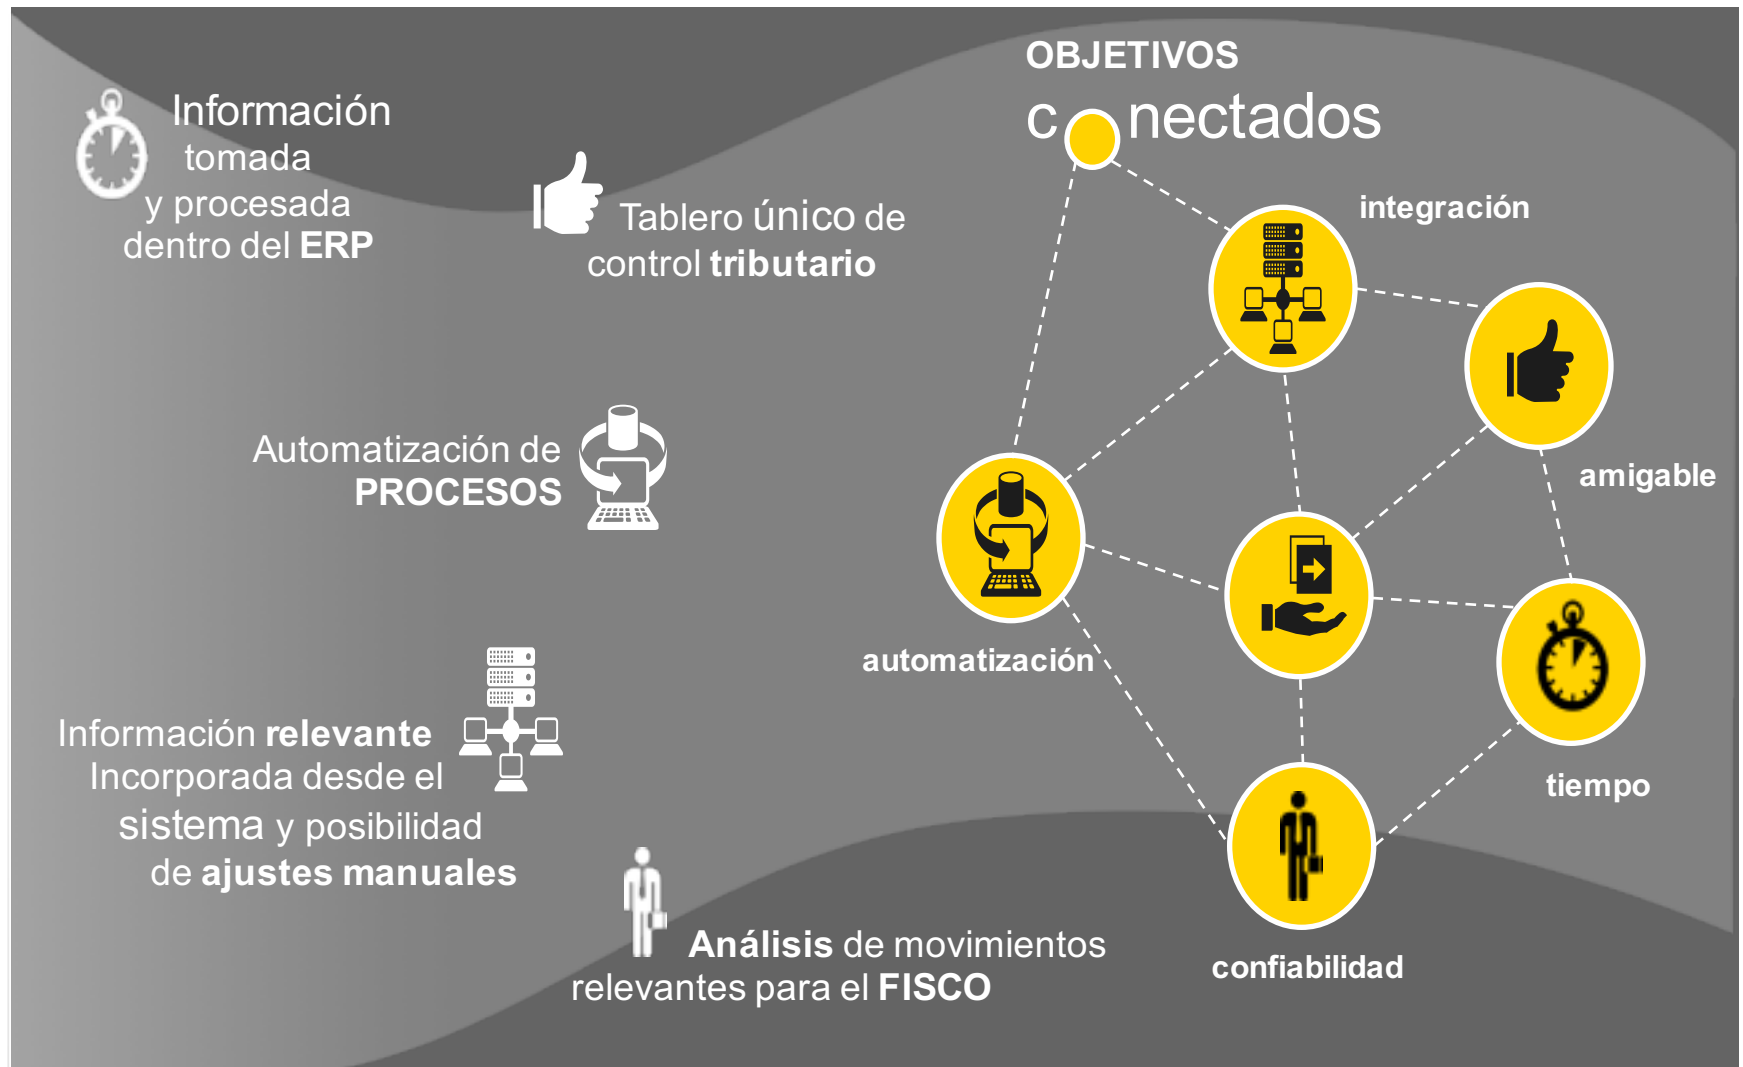 Información
tomada
y procesada
dentro del ERP
Tablero único de
control tributario
Automatización de
PROCESOS
Información relevante
Incorporada desde el
sistema y posibilidad
de ajustes manuales
Análisis de movimientos
relevantes para el FISCO
OBJETIVOS
c nectados
integración
amigable
automatización
tiempo
confiabilidad